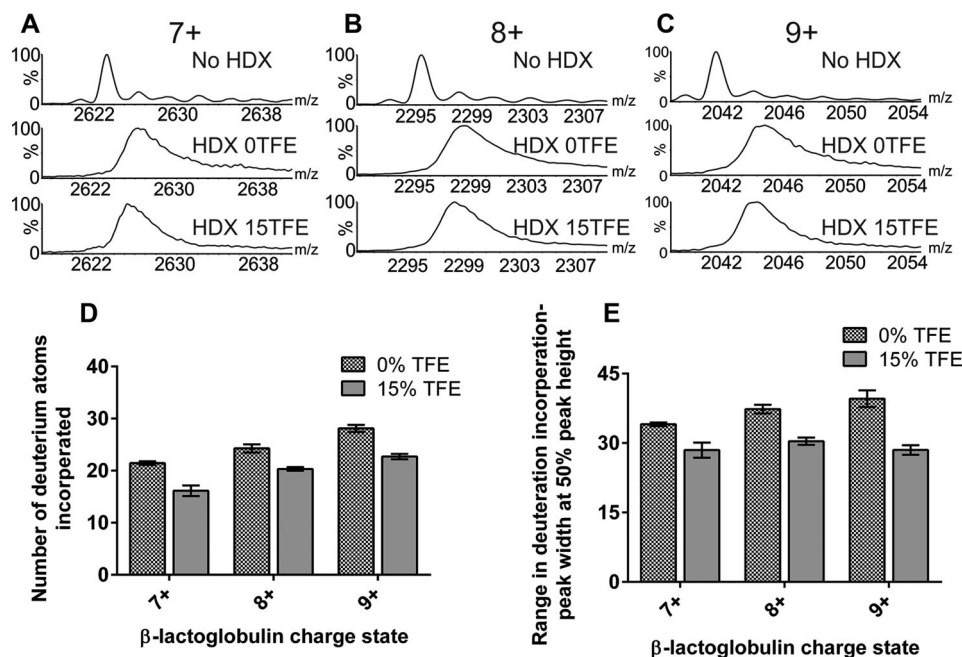 A
7+
No HDX
100
%
0
2622
2630
2638
m/z
100
%
0
HDX 0TFE
2622
2630
2638
m/z
100
%
0
HDX 15TFE
2622
2630
2638
m/z
B
8+
No HDX
100
%
0
2295
2299
2303
2307
m/z
100
%
0
HDX 0TFE
2295
2299
2303
2307
m/z
100
%
0
HDX 15TFE
2295
2299
2303
2307
m/z
C
9+
No HDX
100
%
0
2042
2046
2050
2054
m/z
100
%
0
HDX 0TFE
2042
2046
2050
2054
m/z
100
%
0
HDX 15TFE
2042
2046
2050
2054
m/z
D
Number of deuterium atoms
incorperated
40
30
20
10
0
0% TFE
15% TFE
7+
8+
9+
β-lactoglobulin charge state
E
Range in deuteration incorperation-
peak width at 50% peak height
45
30
15
0
0% TFE
15% TFE
7+
8+
9+
β-lactoglobulin charge state